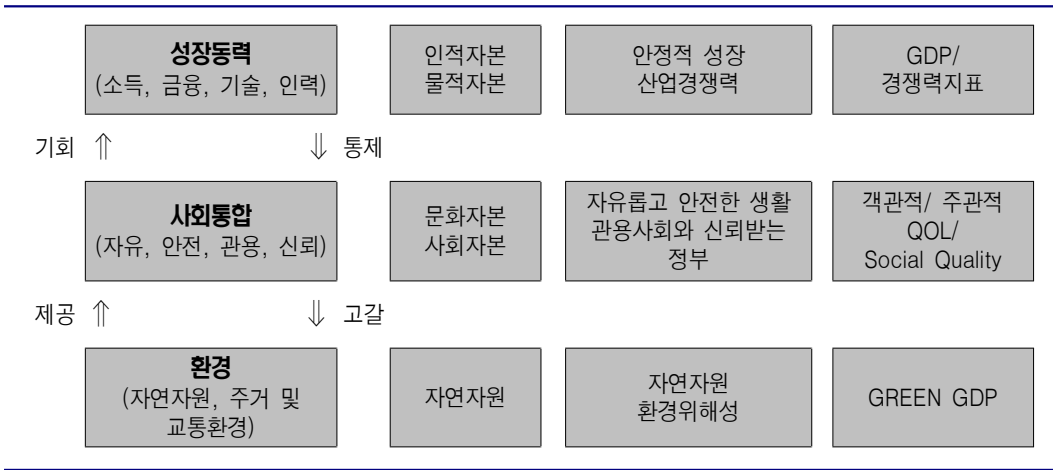 성장동력
(소득, 금융, 기술, 인력)
인적자본
물적자본
안정적 성장
산업경쟁력
GDP/
경쟁력지표
기회 ⇑ ⇓ 통제
사회통합
(자유, 안전, 관용, 신뢰)
문화자본
사회자본
자유롭고 안전한 생활
관용사회와 신뢰받는
정부
객관적/ 주관적
QOL/
Social Quality
제공 ⇑ ⇓ 고갈
환경
(자연자원, 주거 및
교통환경)
자연자원
자연자원
환경위해성
GREEN GDP